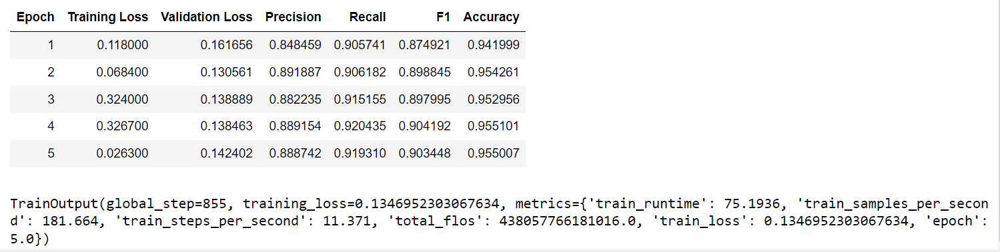 Epoch Training Loss Validation Loss Precision Recall F1 Accuracy
1 0.118000 0.161656 0.848459 0.905741 0.874921 0.941999
2 0.068400 0.130561 0.891887 0.906182 0.898845 0.954261
3 0.324000 0.138889 0.882235 0.915155 0.897995 0.952956
4 0.326700 0.138463 0.889154 0.920435 0.904192 0.955101
5 0.026300 0.142402 0.888742 0.919310 0.903448 0.955007
TrainOutput(global_step=855, training_loss=0.1346952303067634, metrics={'train_runtime': 75.1936, 'train_samples_per_secon
d': 181.664, 'train_steps_per_second': 11.371, 'total_flos': 438057766181016.0, 'train_loss': 0.1346952303067634, 'epoch':
5.0})